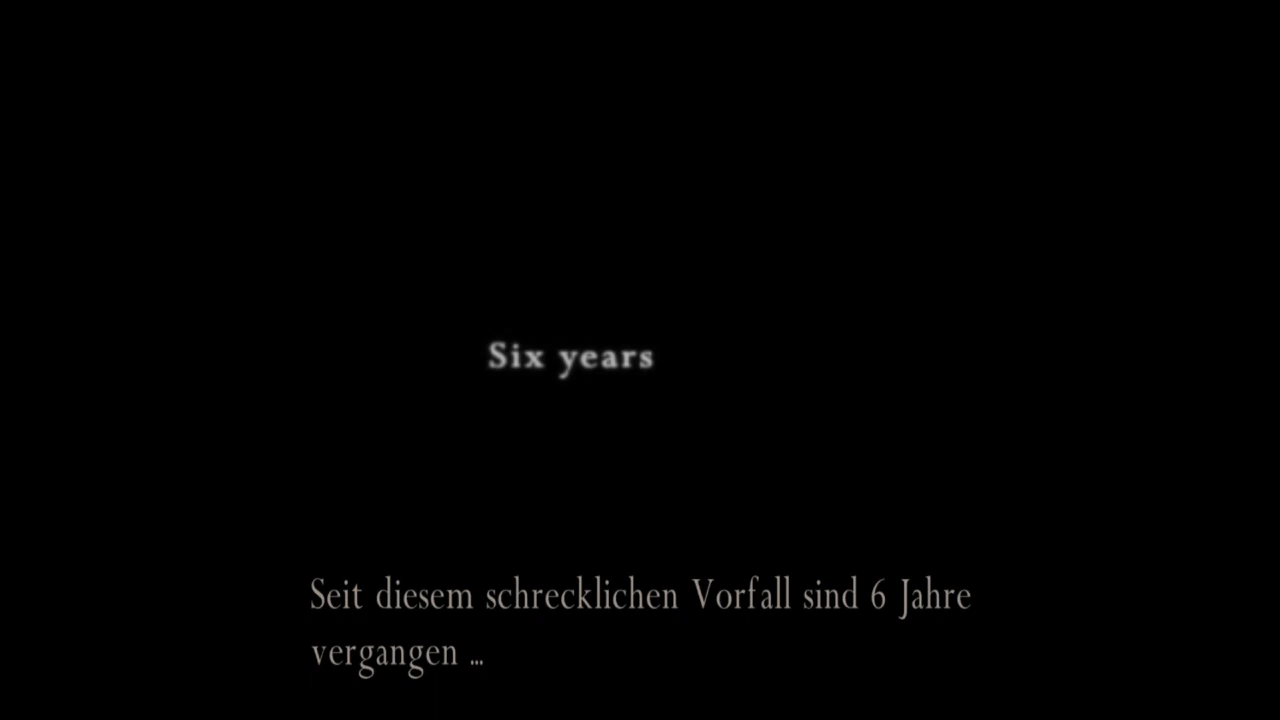 Six years
Seit diesem schrecklichen Vorfall sind 6 Jahre
vergangen ...